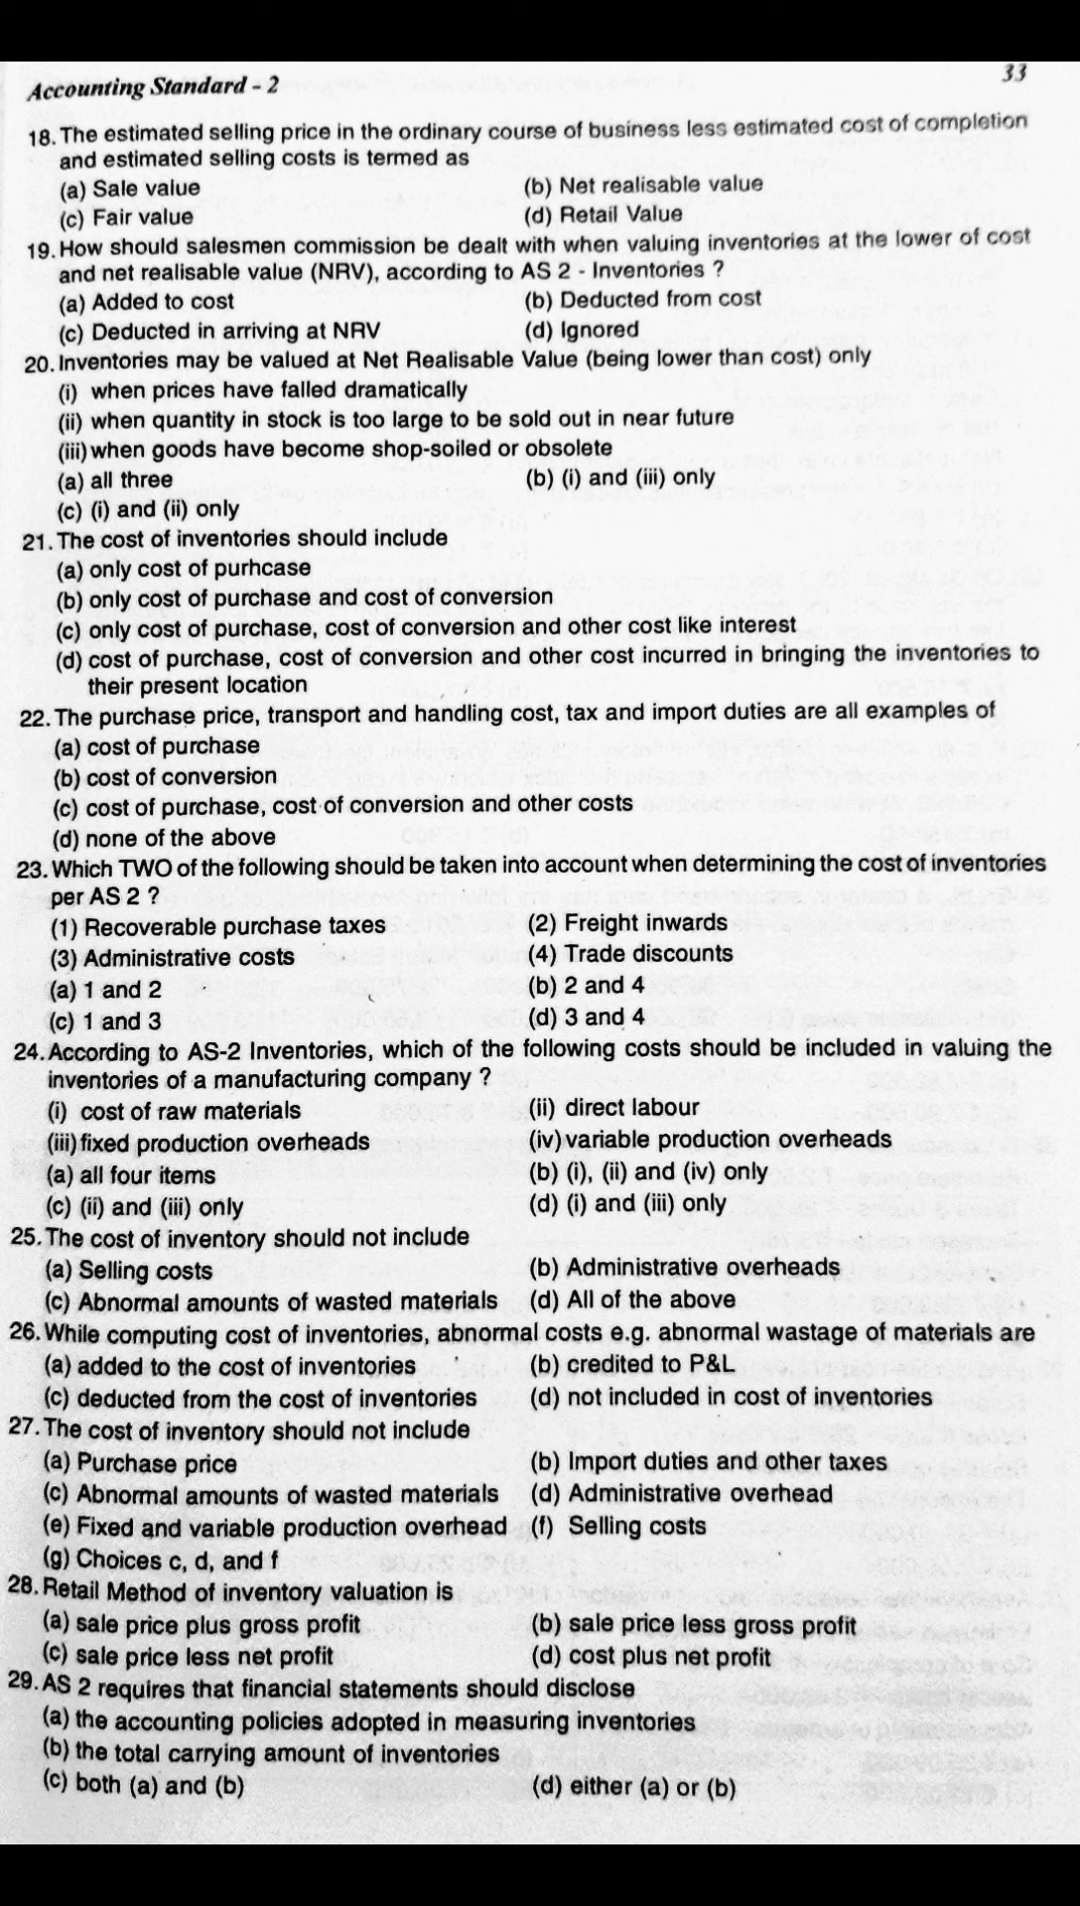 Accounting Standard - 2
33
18. The estimated selling price in the ordinary course of business less estimated cost of completion
and estimated selling costs is termed as
(a) Sale value (b) Net realisable value
(c) Fair value (d) Retail Value
19. How should salesmen commission be dealt with when valuing inventories at the lower of cost
and net realisable value (NRV), according to AS 2 - Inventories ?
(a) Added to cost (b) Deducted from cost
(c) Deducted in arriving at NRV (d) Ignored
20. Inventories may be valued at Net Realisable Value (being lower than cost) only
(i) when prices have falled dramatically
(ii) when quantity in stock is too large to be sold out in near future
(iii) when goods have become shop-soiled or obsolete
(a) all three (b) (i) and (iii) only
(c) (i) and (ii) only
21. The cost of inventories should include
(a) only cost of purhcase
(b) only cost of purchase and cost of conversion
(c) only cost of purchase, cost of conversion and other cost like interest
(d) cost of purchase, cost of conversion and other cost incurred in bringing the inventories to
their present location
22. The purchase price, transport and handling cost, tax and import duties are all examples of
(a) cost of purchase
(b) cost of conversion
(c) cost of purchase, cost of conversion and other costs
(d) none of the above
23. Which TWO of the following should be taken into account when determining the cost of inventories
per AS 2 ?
(1) Recoverable purchase taxes (2) Freight inwards
(3) Administrative costs (4) Trade discounts
(a) 1 and 2 (b) 2 and 4
(c) 1 and 3 (d) 3 and 4
24. According to AS-2 Inventories, which of the following costs should be included in valuing the
inventories of a manufacturing company ?
(i) cost of raw materials (ii) direct labour
(iii) fixed production overheads (iv) variable production overheads
(a) all four items (b) (i), (ii) and (iv) only
(c) (ii) and (iii) only (d) (i) and (iii) only
25. The cost of inventory should not include
(a) Selling costs (b) Administrative overheads
(c) Abnormal amounts of wasted materials (d) All of the above
26. While computing cost of inventories, abnormal costs e.g. abnormal wastage of materials are
(a) added to the cost of inventories (b) credited to P&L
(c) deducted from the cost of inventories (d) not included in cost of inventories
27. The cost of inventory should not include
(a) Purchase price (b) Import duties and other taxes
(c) Abnormal amounts of wasted materials (d) Administrative overhead
(e) Fixed and variable production overhead (f) Selling costs
(g) Choices c, d, and f
28. Retail Method of inventory valuation is
(a) sale price plus gross profit (b) sale price less gross profit
(c) sale price less net profit (d) cost plus net profit
29. AS 2 requires that financial statements should disclose
(a) the accounting policies adopted in measuring inventories
(b) the total carrying amount of inventories
(c) both (a) and (b) (d) either (a) or (b)